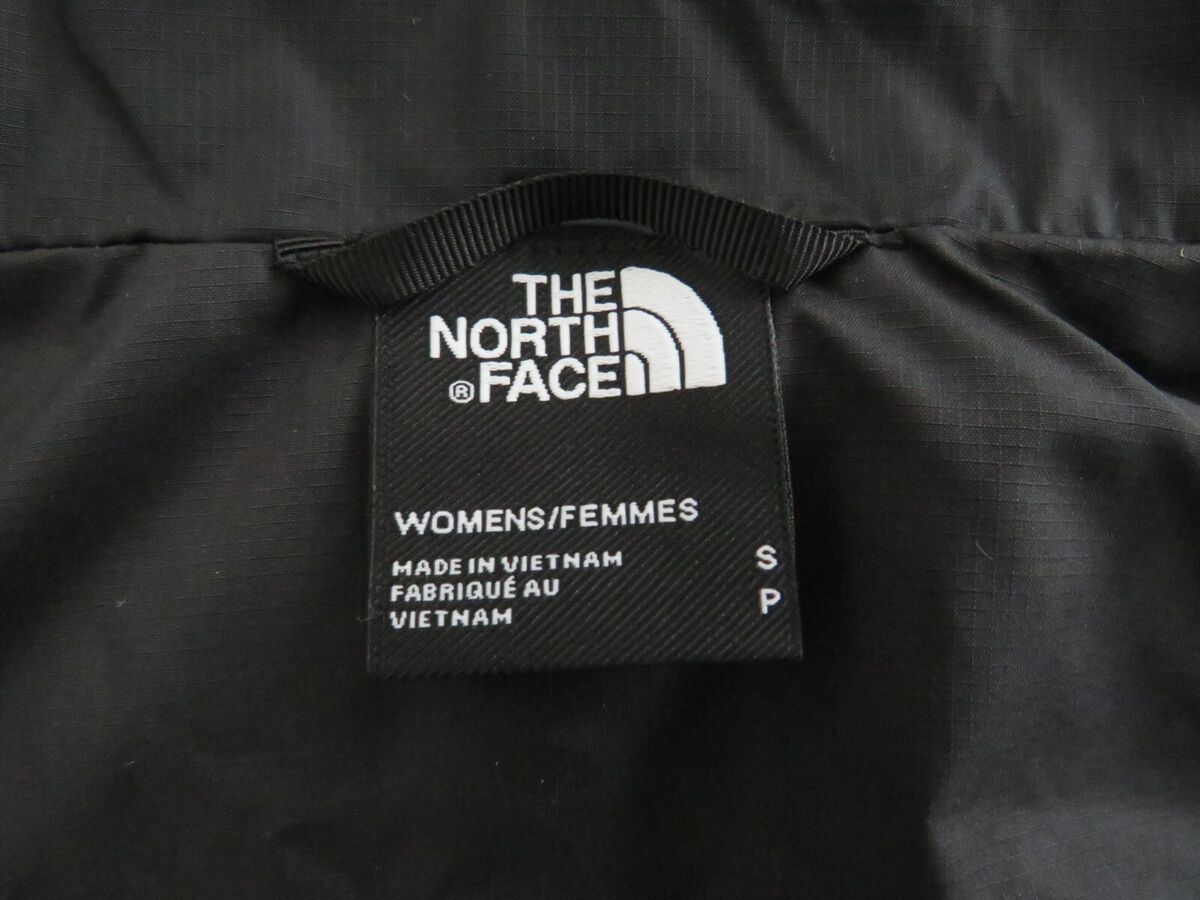 THE
NORTH
® FACE
WOMENS/FEMMES
MADE IN VIETNAM S
FABRIQUÉ AU P
VIETNAM